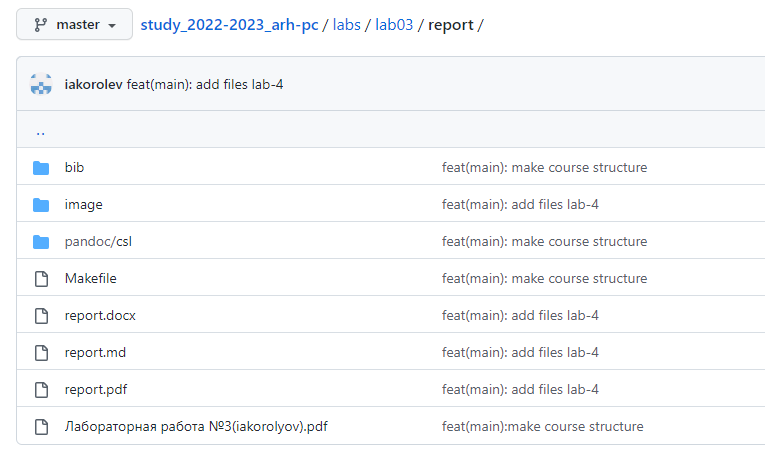 master study_2022-2023_arh-pc / labs / lab03 / report /
iakorolev feat(main): add files lab-4
..
bib feat(main): make course structure
image feat(main): add files lab-4
pandoc/csl feat(main): make course structure
Makefile feat(main): make course structure
report.docx feat(main): add files lab-4
report.md feat(main): add files lab-4
report.pdf feat(main): add files lab-4
Лабораторная работа №3(iakorolyov).pdf feat(main):make course structure